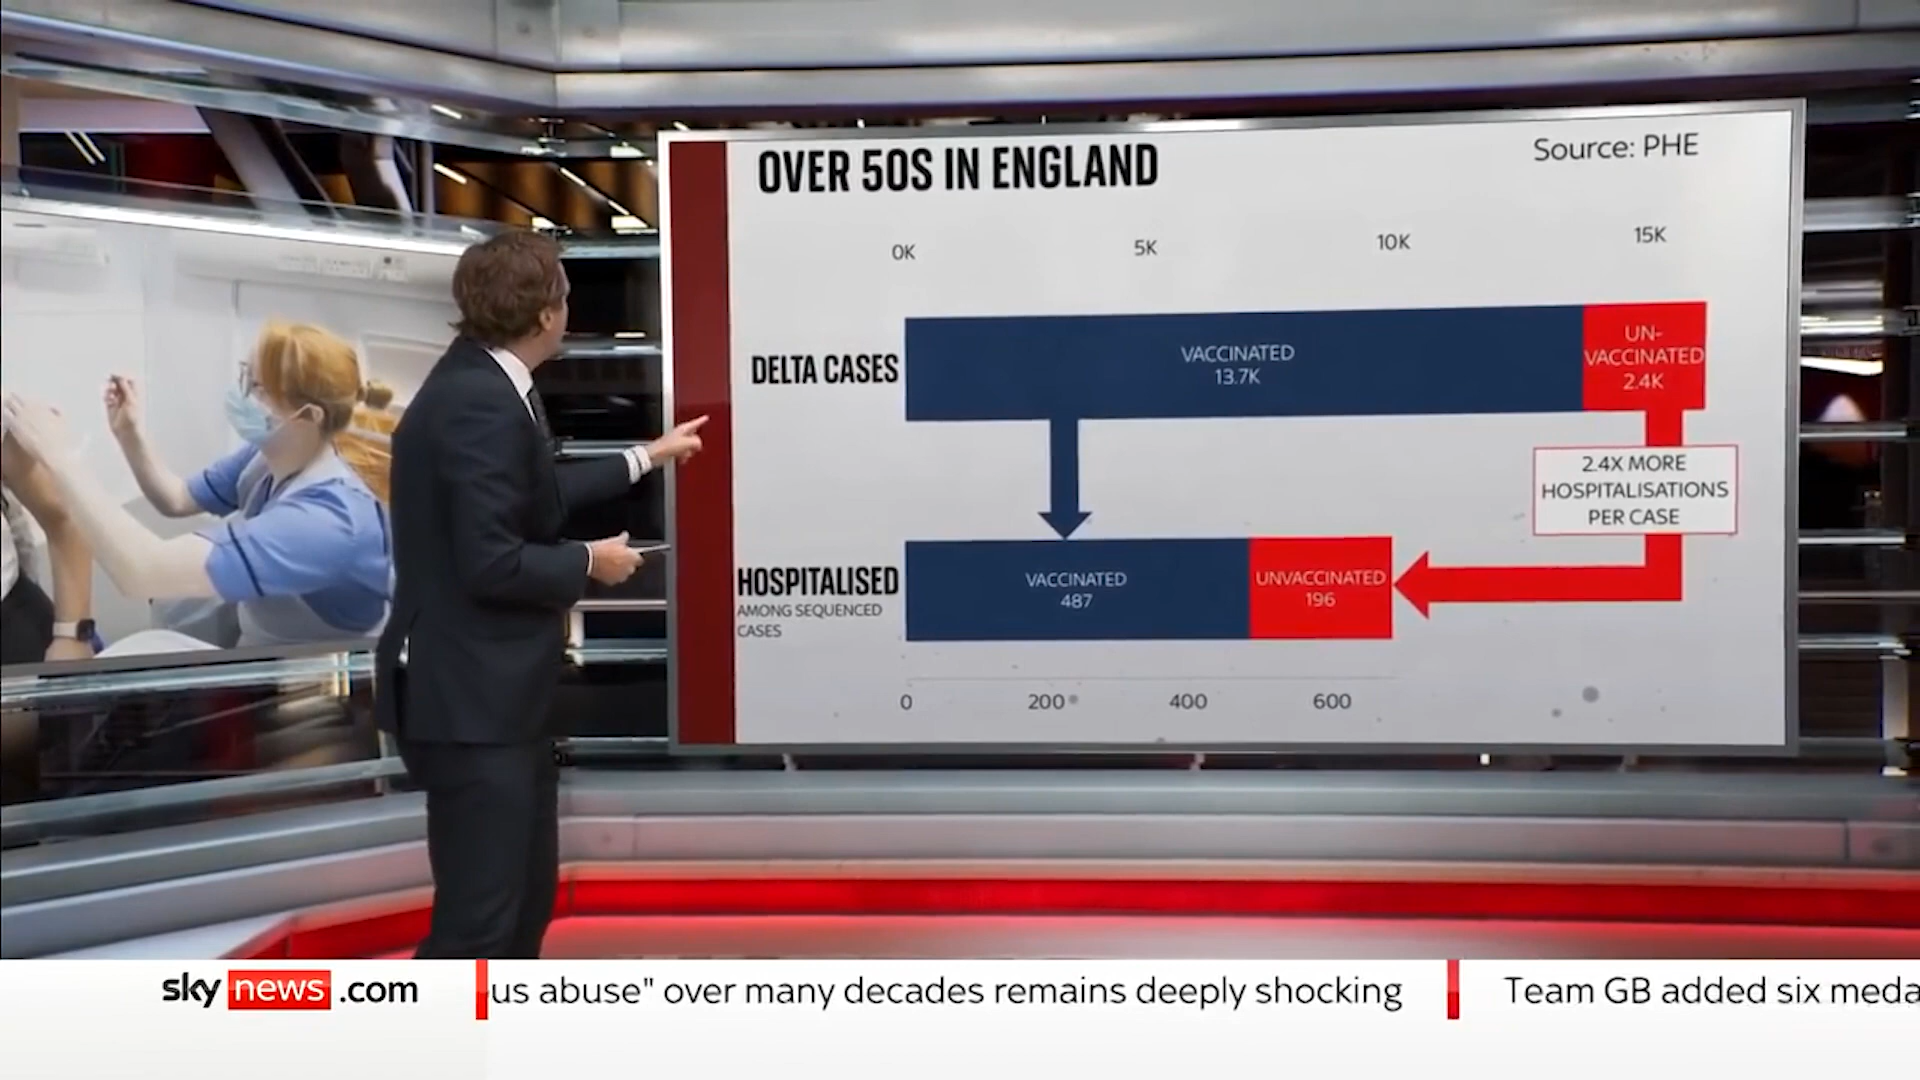 OVER 50S IN ENGLAND
Source: PHE
0K 5K 10K 15K
DELTA CASES
VACCINATED
13.7K
UN-
VACCINATED
2.4K
2.4X MORE
HOSPITALISATIONS
PER CASE
HOSPITALISED
AMONG SEQUENCED
CASES
VACCINATED
487
UNVACCINATED
196
0 200 400 600
sky news .com
us abuse" over many decades remains deeply shocking
Team GB added six meda